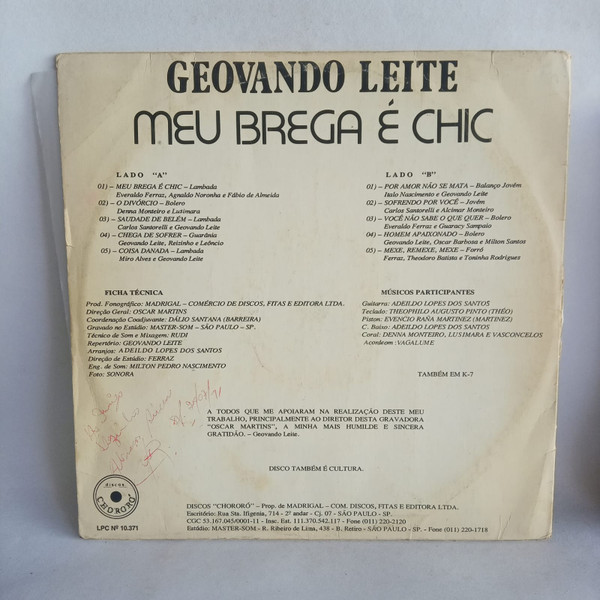 GEOVANDO LEITE
MEU BREGA É CHIC
LADO "A"
01) – MEU BREGA É CHIC – Lambada
Everaldo Ferraz, Agnaldo Noronha e Fábio de Almeida
02) – O DIVÓRCIO – Bolero
Denna Monteiro e Lutimara
03) – SAUDADE DE BELÉM – Lambada
Carlos Santorelli e Geovando Leite
04) – CHEGA DE SOFRER – Guarânia
Geovando Leite, Reizinho e Leôncio
05) – COISA DANADA – Lambada
Miro Alves e Geovando Leite
LADO "B"
01) – POR AMOR NÃO SE MATA – Balanço Jovém
Italo Nascimento e Geovando Leite
02) – SOFRENDO POR VOCÊ – Jovém
Carlos Santorelli e Alcimar Monteiro
03) – VOCÊ NÃO SABE O QUE QUER – Bolero
Everaldo Ferraz e Guaracy Sampaio
04) – HOMEM APAIXONADO – Bolero
Geovando Leite, Oscar Barbosa e Milton Santos
05) – MEXE, REMEXE, MEXE – Forró
Ferraz, Theodoro Batista e Toninha Rodrigues
FICHA TÉCNICA
Prod. Fonográfico: MADRIGAL – COMÉRCIO DE DISCOS, FITAS E EDITORA LTDA.
Direção Geral: OSCAR MARTINS
Coordenação Coadjuvante: DÁLIO SANTANA (BARREIRA)
Gravado no Estúdio: MASTER-SOM – SÃO PAULO – SP.
Técnico de Som e Mixagem: RUDI
Repertório: GEOVANDO LEITE
Arranjos: ADEILDO LOPES DOS SANTOS
Direção de Estúdio: FERRAZ
Eng. de Som: MILTON PEDRO NASCIMENTO
Foto: SONORA
MÚSICOS PARTICIPANTES
Guitarra: ADEILDO LOPES DOS SANTOS
Teclado: THEOPHILO AUGUSTO PINTO (THÉO)
Piston: EVENCIO RAÑA MARTINEZ (MARTINEZ)
C. Baixo: ADEILDO LOPES DOS SANTOS
Coral: DENNA MONTEIRO, LUSIMARA E VASCONCELOS
Acordeom: VAGALUME
TAMBÉM EM K-7
A TODOS QUE ME APOIARAM NA REALIZAÇÃO DESTE MEU
TRABALHO, PRINCIPALMENTE AO DIRETOR DESTA GRAVADORA
"OSCAR MARTINS", A MINHA MAIS HUMILDE E SINCERA
GRATIDÃO. – Geovando Leite.
DISCO TAMBÉM É CULTURA.
discos
CHORORÓ
LPC Nº 10.371
DISCOS "CHORORÓ" – Prop. de MADRIGAL – COM. DISCOS, FITAS E EDITORA LTDA.
Escritório: Rua Sta. Ifigenia, 714 - 2º andar - Cj. 07 - SÃO PAULO - SP.
CGC 53.167.045/0001-11 - Insc. Est. 111.370.542.117 - Fone (011) 220-2120
Estúdio: MASTER-SOM - R. Ribeiro de Lima, 438 - B. Retiro - SÃO PAULO - SP. - Fone (011) 220-1718